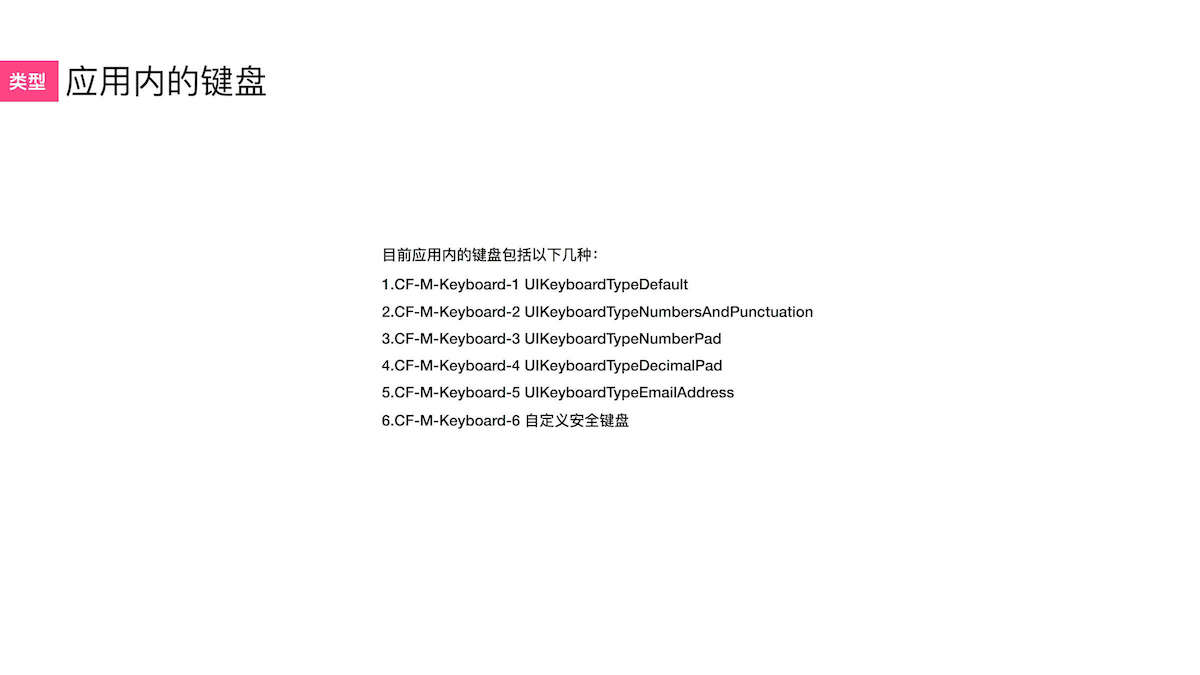 类型 应用内的键盘
目前应用内的键盘包括以下几种：
1.CF-M-Keyboard-1 UIKeyboardTypeDefault
2.CF-M-Keyboard-2 UIKeyboardTypeNumbersAndPunctuation
3.CF-M-Keyboard-3 UIKeyboardTypeNumberPad
4.CF-M-Keyboard-4 UIKeyboardTypeDecimalPad
5.CF-M-Keyboard-5 UIKeyboardTypeEmailAddress
6.CF-M-Keyboard-6 自定义安全键盘